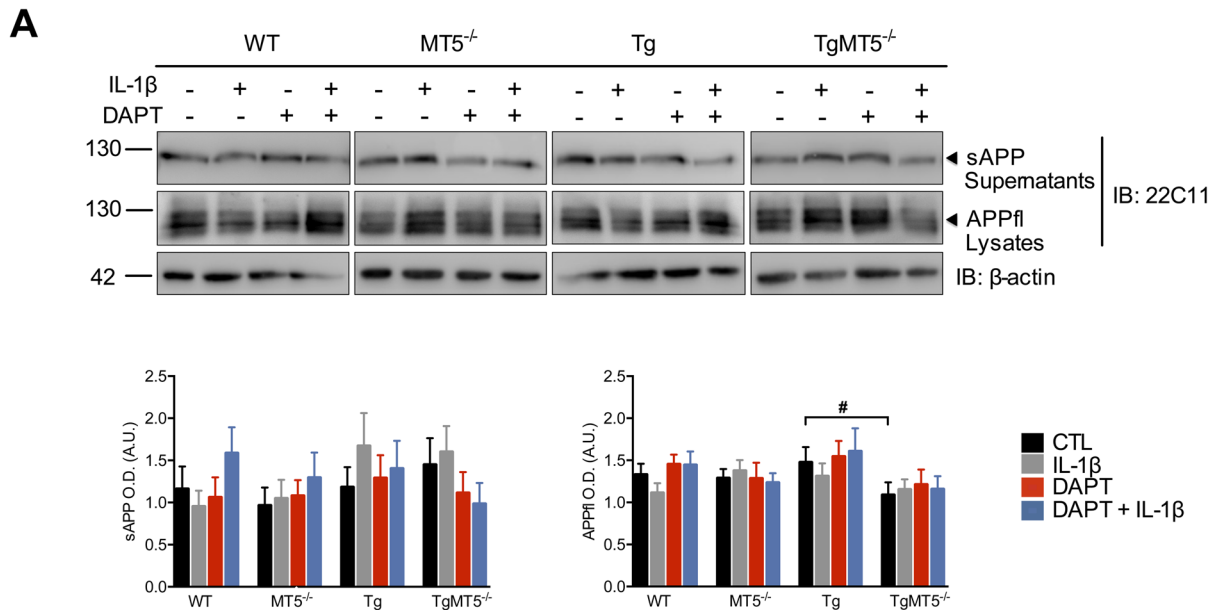 A
WT MT5-/- Tg TgMT5-/-
IL-1β - + - + - + - + - + - + - + - +
DAPT - - + + - - + + - - + + - - + +
130
sAPP
Supernatants
130
APPfl
Lysates
IB: 22C11
42
IB: β-actin
sAPP O.D. (A.U.)
2.5
2.0
1.5
1.0
0.5
0.0
WT MT5-/- Tg TgMT5-/-
APPfl O.D. (A.U.)
2.5
2.0
1.5
1.0
0.5
0.0
#
WT MT5-/- Tg TgMT5-/-
CTL
IL-1β
DAPT
DAPT + IL-1β